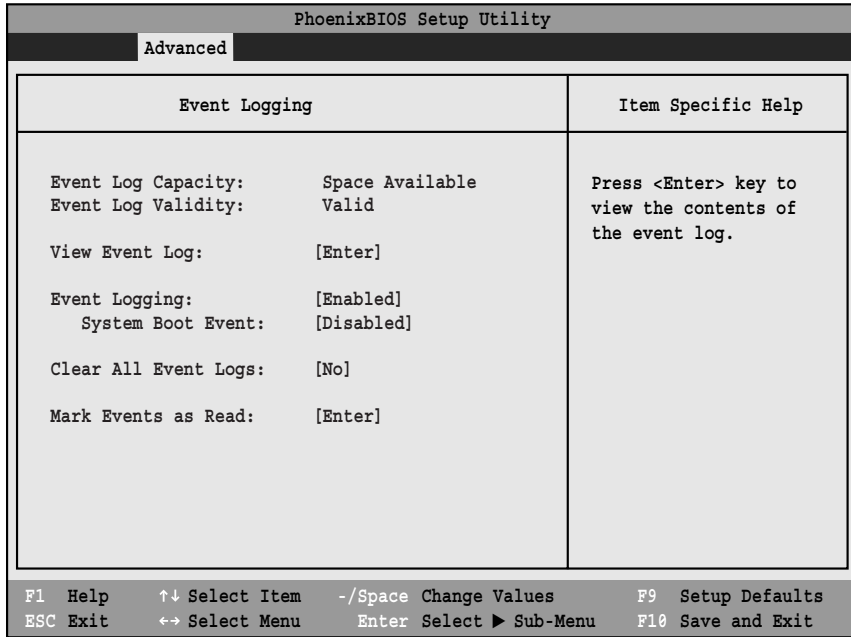 PhoenixBIOS Setup Utility
Advanced
Event Logging
Item Specific Help
Event Log Capacity: Space Available
Event Log Validity: Valid
View Event Log: [Enter]
Event Logging: [Enabled]
System Boot Event: [Disabled]
Clear All Event Logs: [No]
Mark Events as Read: [Enter]
Press <Enter> key to
view the contents of
the event log.
F1 Help ↑↓ Select Item -/Space Change Values F9 Setup Defaults
ESC Exit ←→ Select Menu Enter Select ▶ Sub-Menu F10 Save and Exit